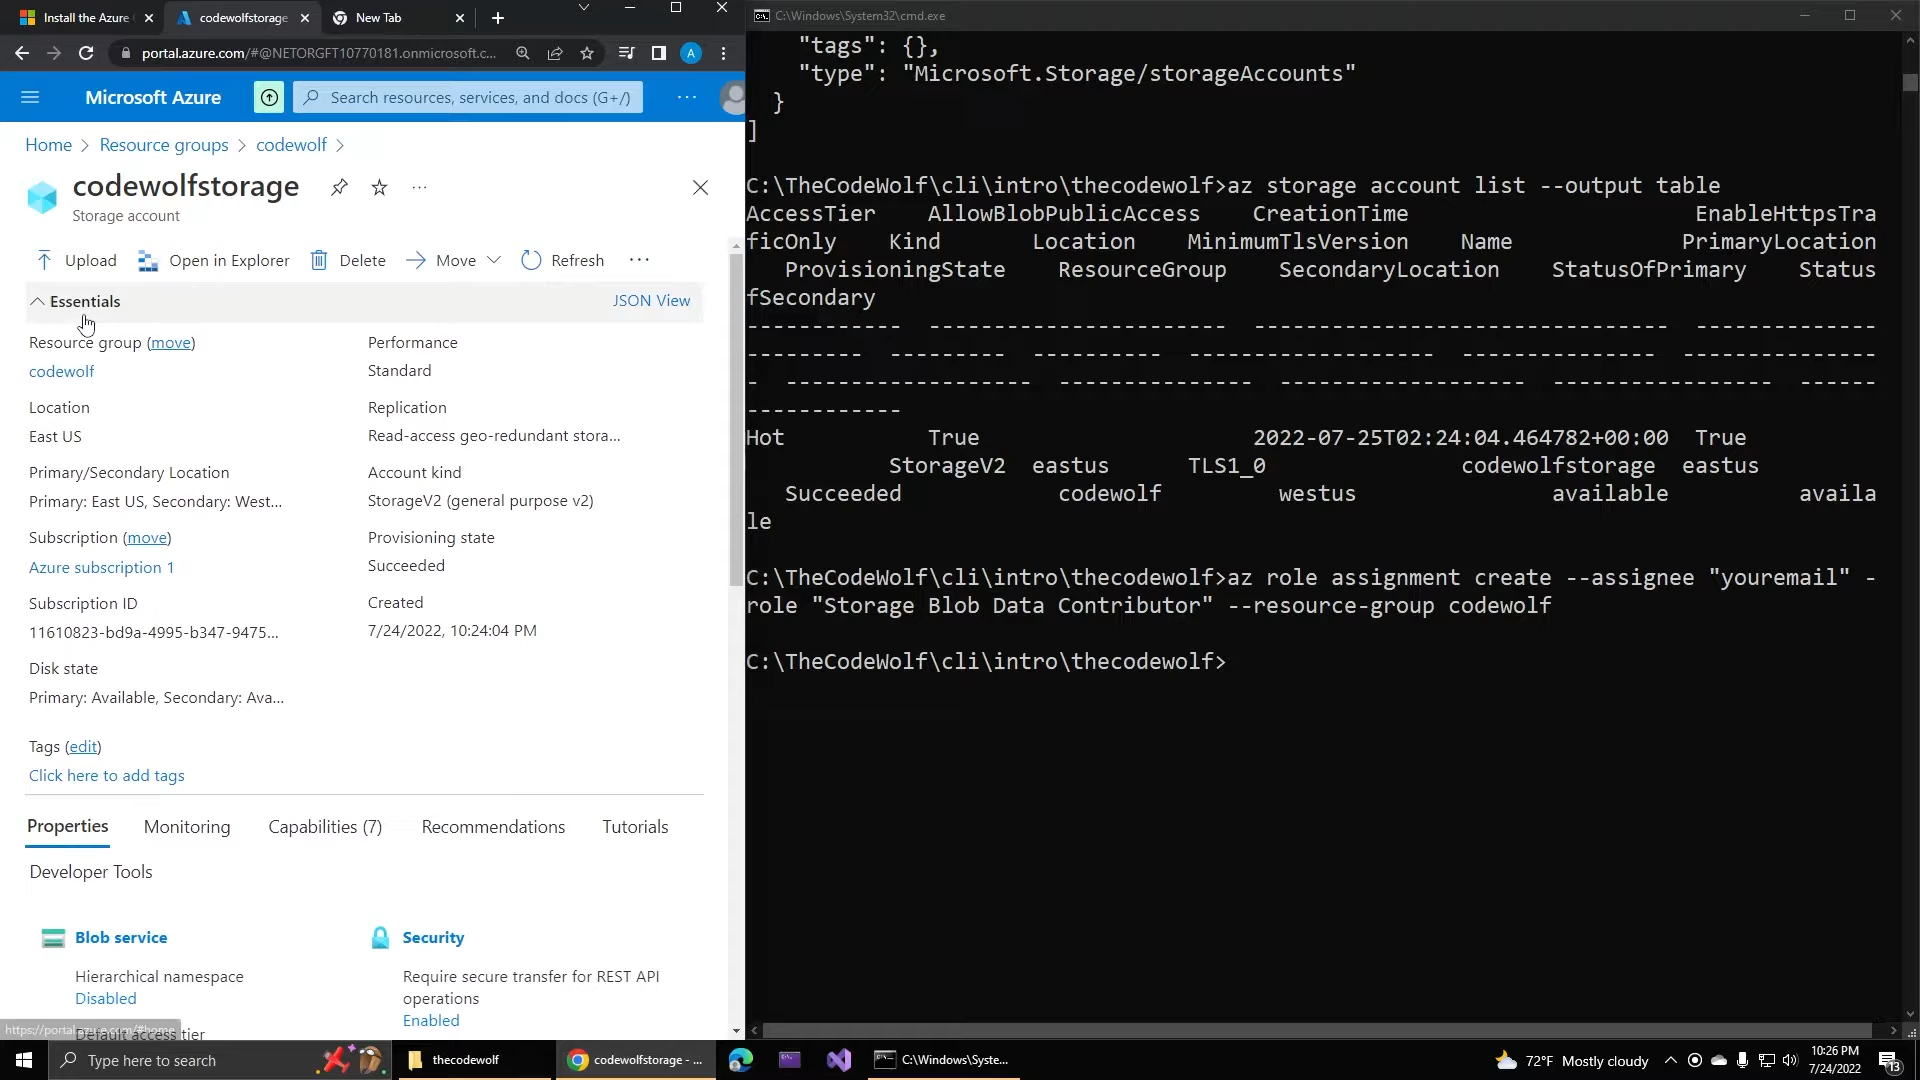 Install the Azure
codewolfstorage
New Tab
portal.azure.com/#@NETORGFT10770181.onmicrosoft.c...
A
Microsoft Azure
Search resources, services, and docs (G+/)
Home > Resource groups > codewolf >
codewolfstorage
Storage account
Upload
Open in Explorer
Delete
Move
Refresh
Essentials
JSON View
Resource group (move)
codewolf
Location
East US
Primary/Secondary Location
Primary: East US, Secondary: West...
Subscription (move)
Azure subscription 1
Subscription ID
11610823-bd9a-4995-b347-9475...
Disk state
Primary: Available, Secondary: Ava...
Performance
Standard
Replication
Read-access geo-redundant stora...
Account kind
StorageV2 (general purpose v2)
Provisioning state
Succeeded
Created
7/24/2022, 10:24:04 PM
Tags (edit)
Click here to add tags
Properties
Monitoring
Capabilities (7)
Recommendations
Tutorials
Developer Tools
Blob service
Hierarchical namespace
Disabled
Default access tier
Security
Require secure transfer for REST API
operations
Enabled
https://portal.azure.com/#home
C:\Windows\System32\cmd.exe
"tags": {},
"type": "Microsoft.Storage/storageAccounts"
}
]
C:\TheCodeWolf\cli\intro\thecodewolf>az storage account list --output table
AccessTier AllowBlobPublicAccess CreationTime EnableHttpsTra
ficOnly Kind Location MinimumTlsVersion Name PrimaryLocation
ProvisioningState ResourceGroup SecondaryLocation StatusOfPrimary Status
fSecondary
------------ ----------------------- -------------------------------- --------------
--------- --------- ---------- ------------------- --------------- ---------------
- ------------------- --------------- ------------------- ----------------- ------
------------
Hot True 2022-07-25T02:24:04.464782+00:00 True
StorageV2 eastus TLS1_0 codewolfstorage eastus
Succeeded codewolf westus available availa
le
C:\TheCodeWolf\cli\intro\thecodewolf>az role assignment create --assignee "youremail" -
role "Storage Blob Data Contributor" --resource-group codewolf
C:\TheCodeWolf\cli\intro\thecodewolf>
Type here to search
thecodewolf
codewolfstorage - ...
C:\Windows\Syste...
72°F Mostly cloudy
10:26 PM
7/24/2022
13